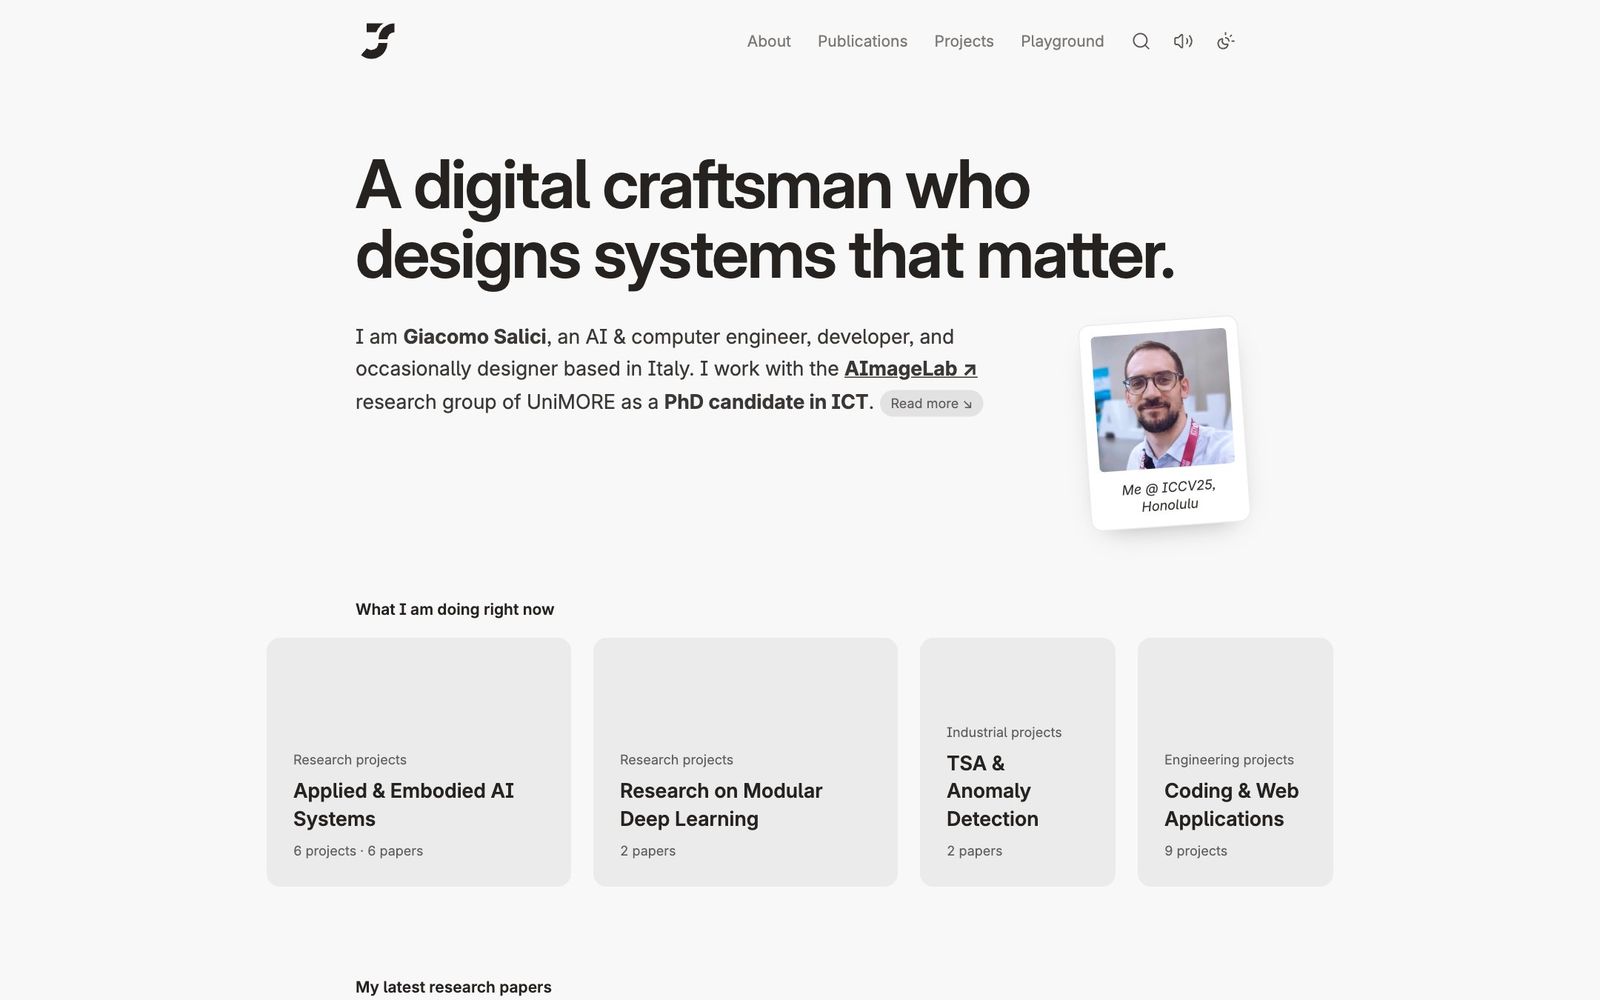 About Publications Projects Playground
A digital craftsman who
designs systems that matter.
I am Giacomo Salici, an AI & computer engineer, developer, and
occasionally designer based in Italy. I work with the AImageLab ↗
research group of UniMORE as a PhD candidate in ICT. Read more ↘
Me @ ICCV25,
Honolulu
What I am doing right now
Research projects
Applied & Embodied AI
Systems
6 projects · 6 papers
Research projects
Research on Modular
Deep Learning
2 papers
Industrial projects
TSA &
Anomaly
Detection
2 papers
Engineering projects
Coding & Web
Applications
9 projects
My latest research papers